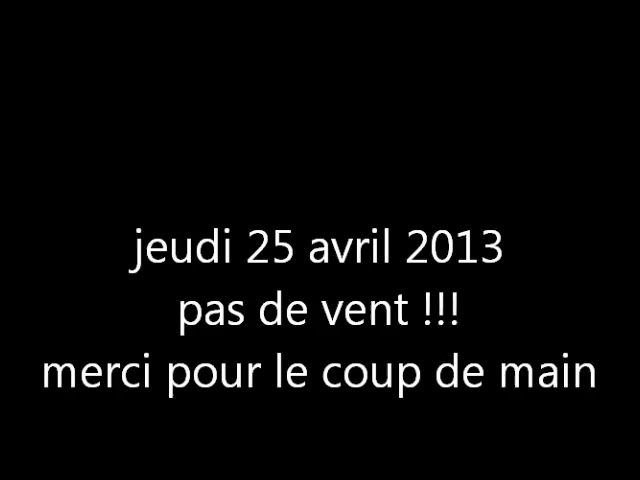 jeudi 25 avril 2013
pas de vent !!!
merci pour le coup de main